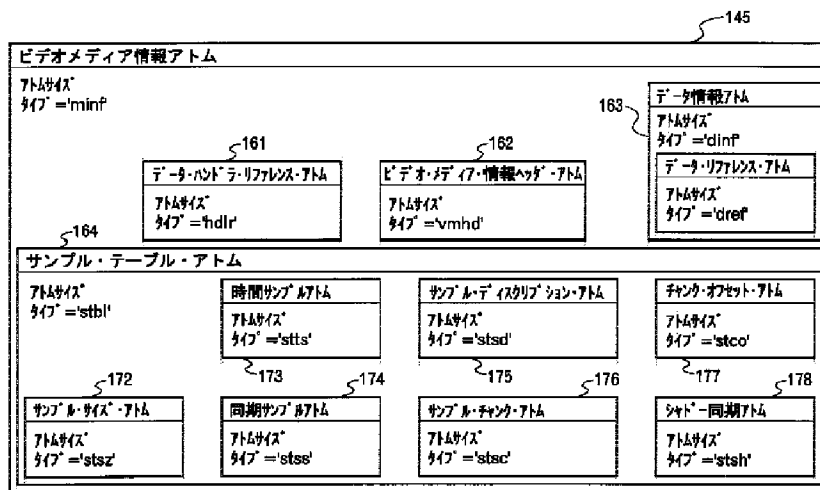 145
ビデオメディア情報アトム
アトムサイズ
タイプ='minf'
163
データ情報アトム
アトムサイズ
タイプ='dinf'
データ・リファレンス・アトム
アトムサイズ
タイプ='dref'
161
データ・ハンドラ・リファレンス・アトム
アトムサイズ
タイプ='hdlr'
162
ビデオ・メディア・情報ヘッダ・アトム
アトムサイズ
タイプ='vmhd'
164
サンプル・テーブル・アトム
アトムサイズ
タイプ='stbl'
時間サンプルアトム
アトムサイズ
タイプ='stts'
173
サンプル・ディスクリプション・アトム
アトムサイズ
タイプ='stsd'
175
チャンク・オフセット・アトム
アトムサイズ
タイプ='stco'
177
172
サンプル・サイズ・アトム
アトムサイズ
タイプ='stsz'
174
同期サンプルアトム
アトムサイズ
タイプ='stss'
176
サンプル・チャンク・アトム
アトムサイズ
タイプ='stsc'
178
シャドー同期アトム
アトムサイズ
タイプ='stsh'